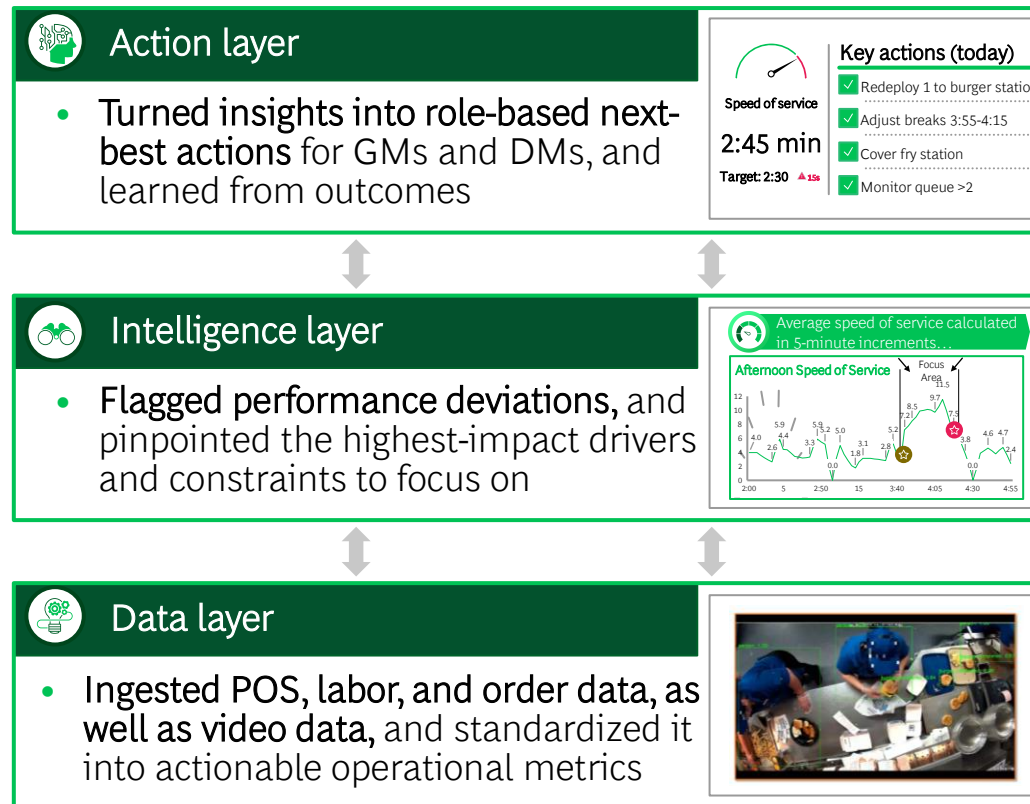 Action layer
• Turned insights into role-based next-
best actions for GMs and DMs, and
learned from outcomes
Speed of service
2:45 min
Target: 2:30 ▲ 15s
Key actions (today)
Redeploy 1 to burger statio
Adjust breaks 3:55-4:15
Cover fry station
Monitor queue >2
Intelligence layer
• Flagged performance deviations, and
pinpointed the highest-impact drivers
and constraints to focus on
Average speed of service calculated
in 5-minute increments…
Afternoon Speed of Service
Focus
Area
12
10
8
6
4
2
0
4.0
2.6
5.9
4.4
3.3
5.9
5.2
0.0
5.0
1.8
3.1
2.8
5.2
7.2
8.5
9.7
11.5
7.5
3.8
0.0
4.6
4.7
2.4
2:00
5
2:50
15
3:40
4:05
4:30
4:55
Data layer
• Ingested POS, labor, and order data, as
well as video data, and standardized it
into actionable operational metrics